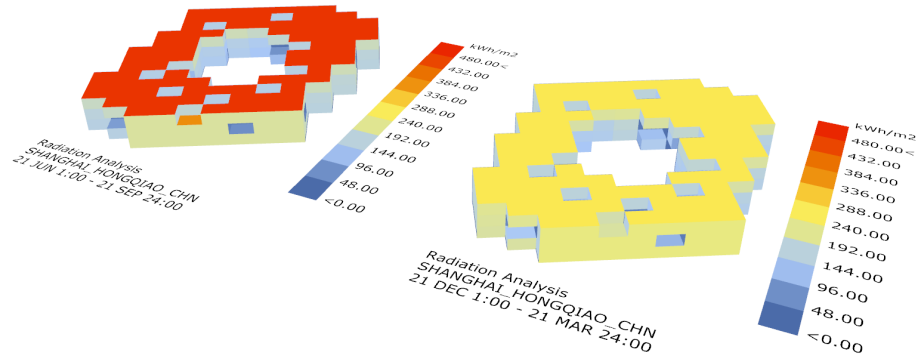 kWh/m2
480.00<
432.00
384.00
336.00
288.00
240.00
192.00
144.00
96.00
48.00
<0.00
Radiation Analysis
SHANGHAI_HONGQIAO_CHN
21 JUN 1:00 - 21 SEP 24:00
kWh/m2
480.00<
432.00
384.00
336.00
288.00
240.00
192.00
144.00
96.00
48.00
<0.00
Radiation Analysis
SHANGHAI_HONGQIAO_CHN
21 DEC 1:00 - 21 MAR 24:00